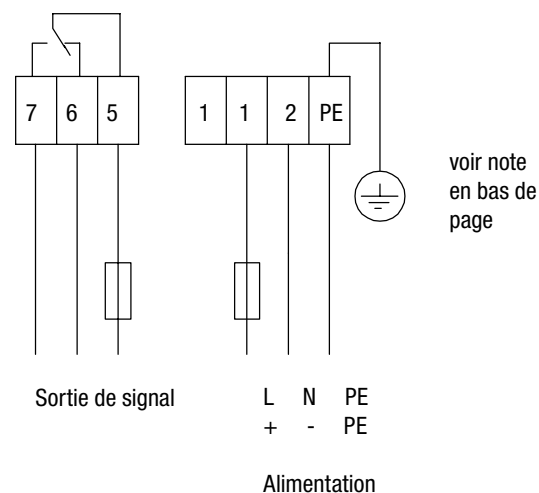 7 6 5
1 1 2 PE
voir note
en bas de
page
Sortie de signal
L N PE
+ - PE
Alimentation